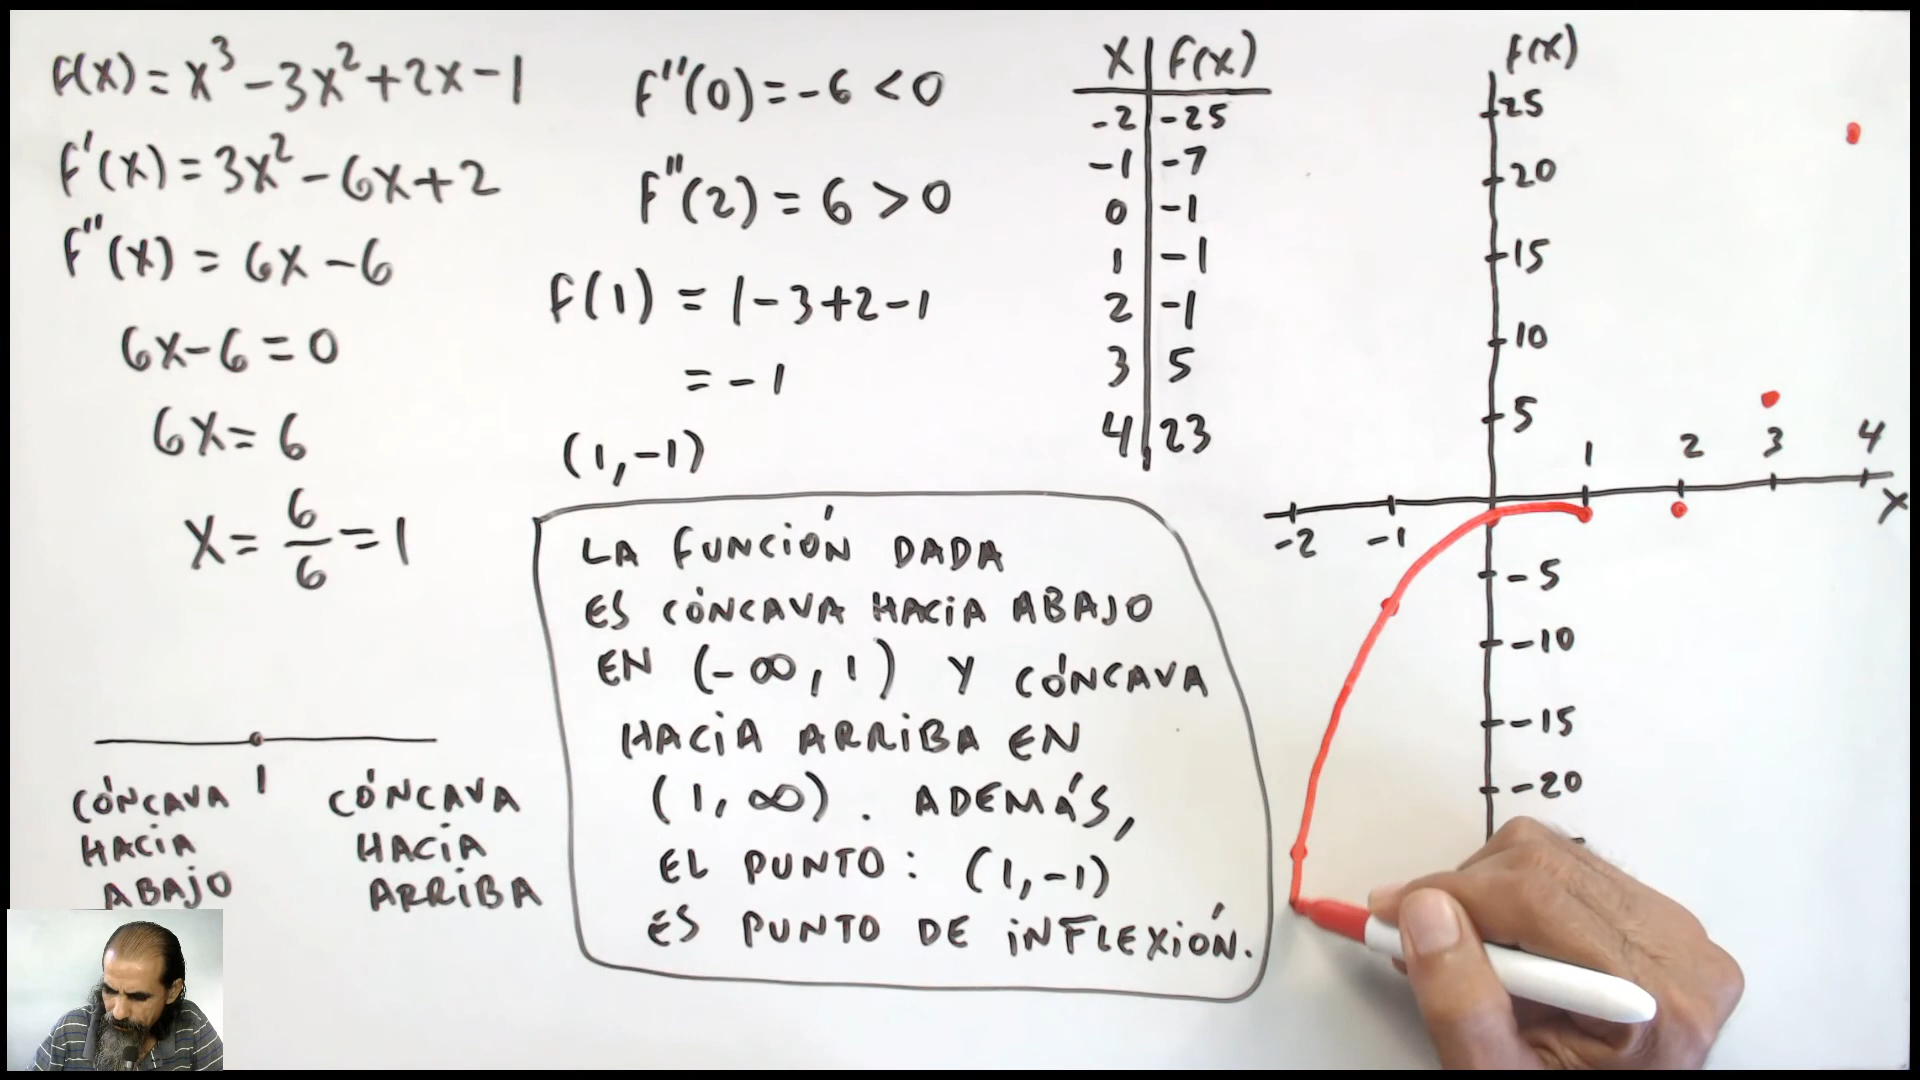 F(x) = x³ - 3x² + 2x - 1
F'(x) = 3x² - 6x + 2
F''(x) = 6x - 6
6x - 6 = 0
6x = 6
x = 6/6 = 1
1
CÓNCAVA HACIA ABAJO
CÓNCAVA HACIA ARRIBA
F''(0) = -6 < 0
F''(2) = 6 > 0
F(1) = 1 - 3 + 2 - 1
= -1
(1, -1)
LA FUNCIÓN DADA
ES CÓNCAVA HACIA ABAJO
EN (-∞, 1) Y CÓNCAVA
HACIA ARRIBA EN
(1, ∞). ADEMÁS,
EL PUNTO: (1, -1)
ES PUNTO DE INFLEXIÓN.
x | F(x)
-2 | -25
-1 | -7
0 | -1
1 | -1
2 | -1
3 | 5
4 | 23
F(x)
25
20
15
10
5
-2 -1 1 2 3 4 x
-5
-10
-15
-20